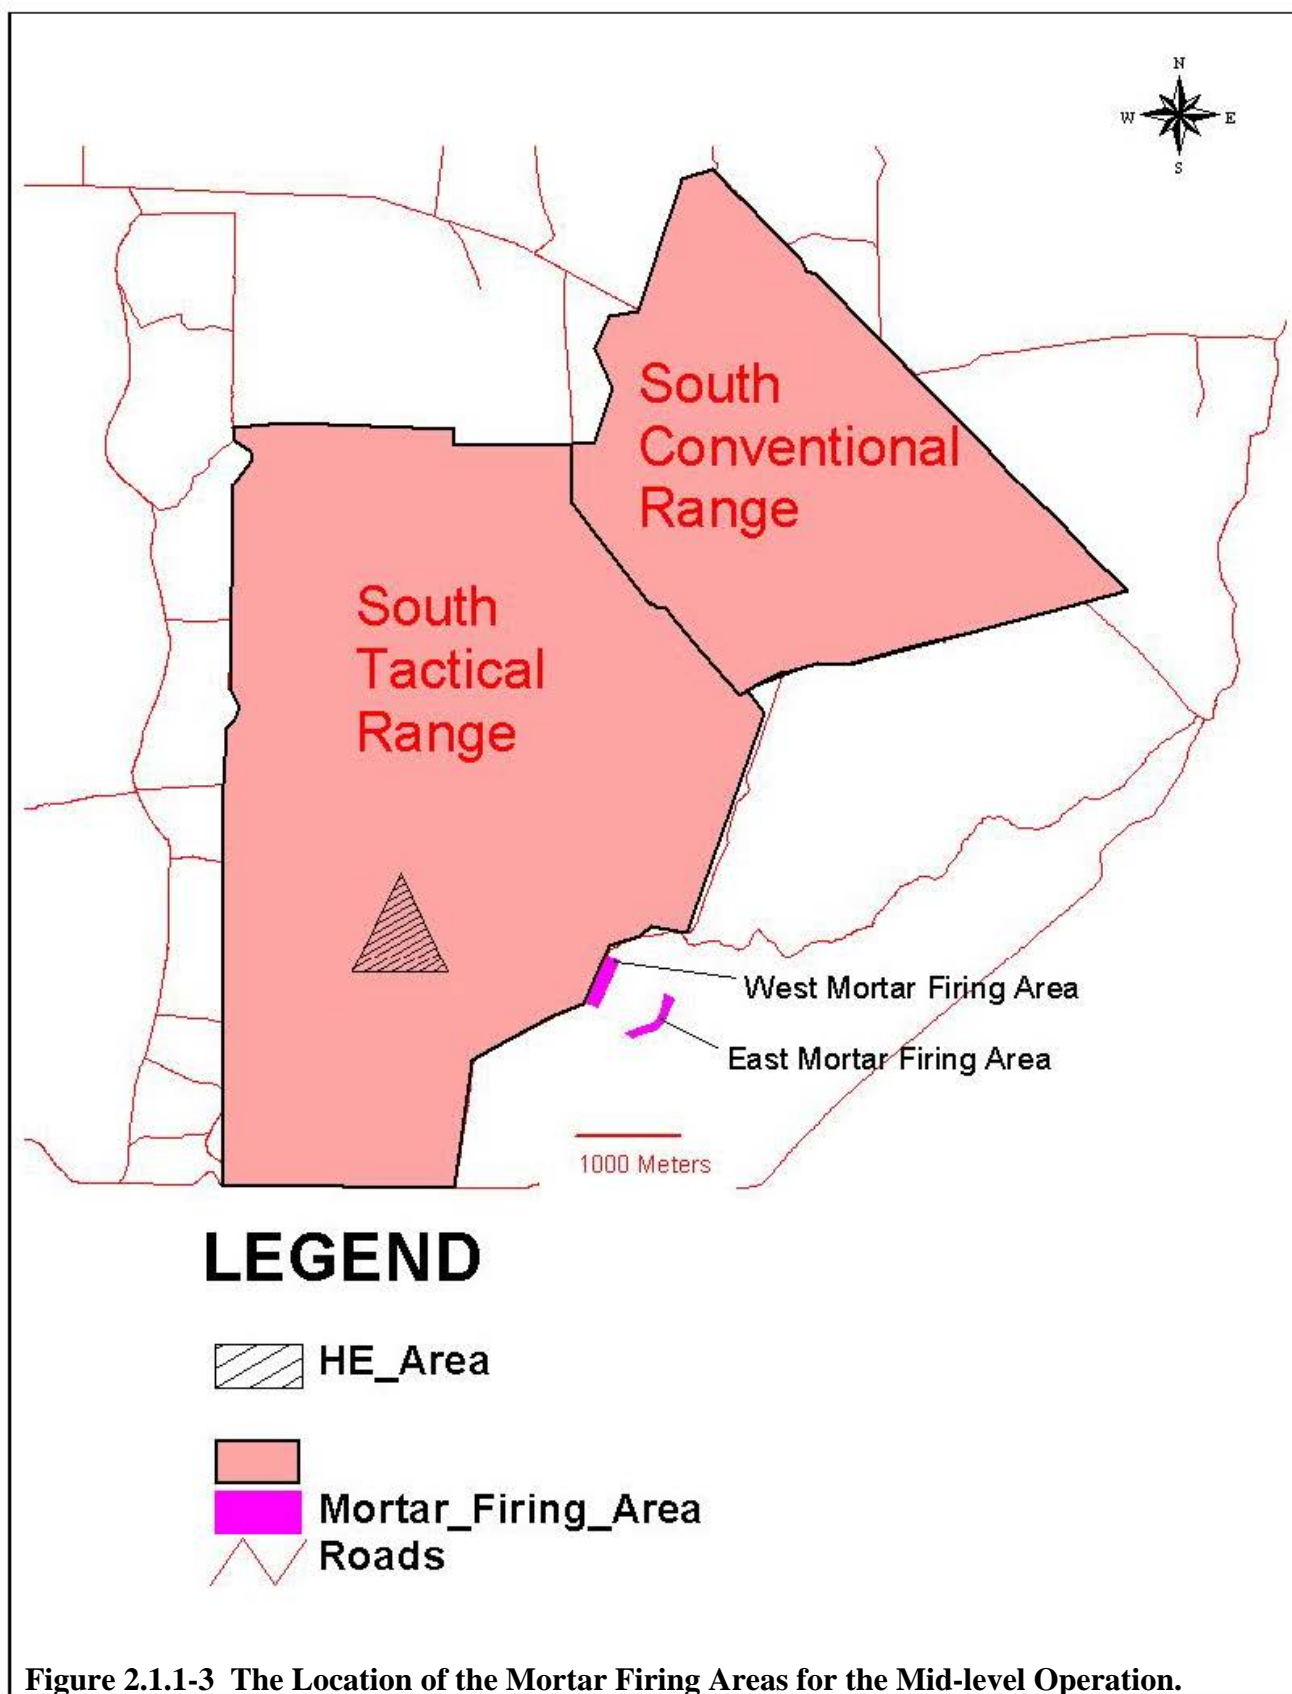 N
W E
S
South
Conventional
Range
South
Tactical
Range
West Mortar Firing Area
East Mortar Firing Area
1000 Meters
LEGEND
HE_Area
Mortar_Firing_Area
Roads
Figure 2.1.1-3 The Location of the Mortar Firing Areas for the Mid-level Operation.